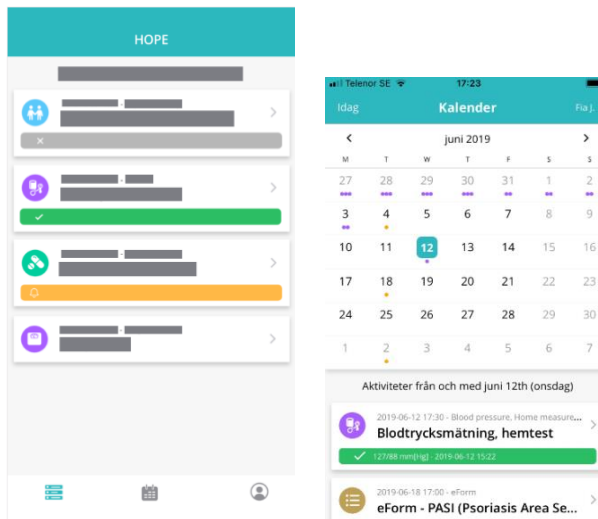 HOPE
Telenor SE 17:23
Idag Kalender Fia J.
juni 2019
M T W T F S S
27 28 29 30 31 1 2
3 4 5 6 7 8 9
10 11 12 13 14 15 16
17 18 19 20 21 22 23
24 25 26 27 28 29 30
1 2 3 4 5 6 7
Aktiviteter från och med juni 12th (onsdag)
2019-06-12 17:30 - Blood pressure, Home measure...
Blodtrycksmätning, hemtest
127/88 mm[Hg] - 2019-06-12 15:22
2019-06-18 17:00 - eForm
eForm - PASI (Psoriasis Area Se...